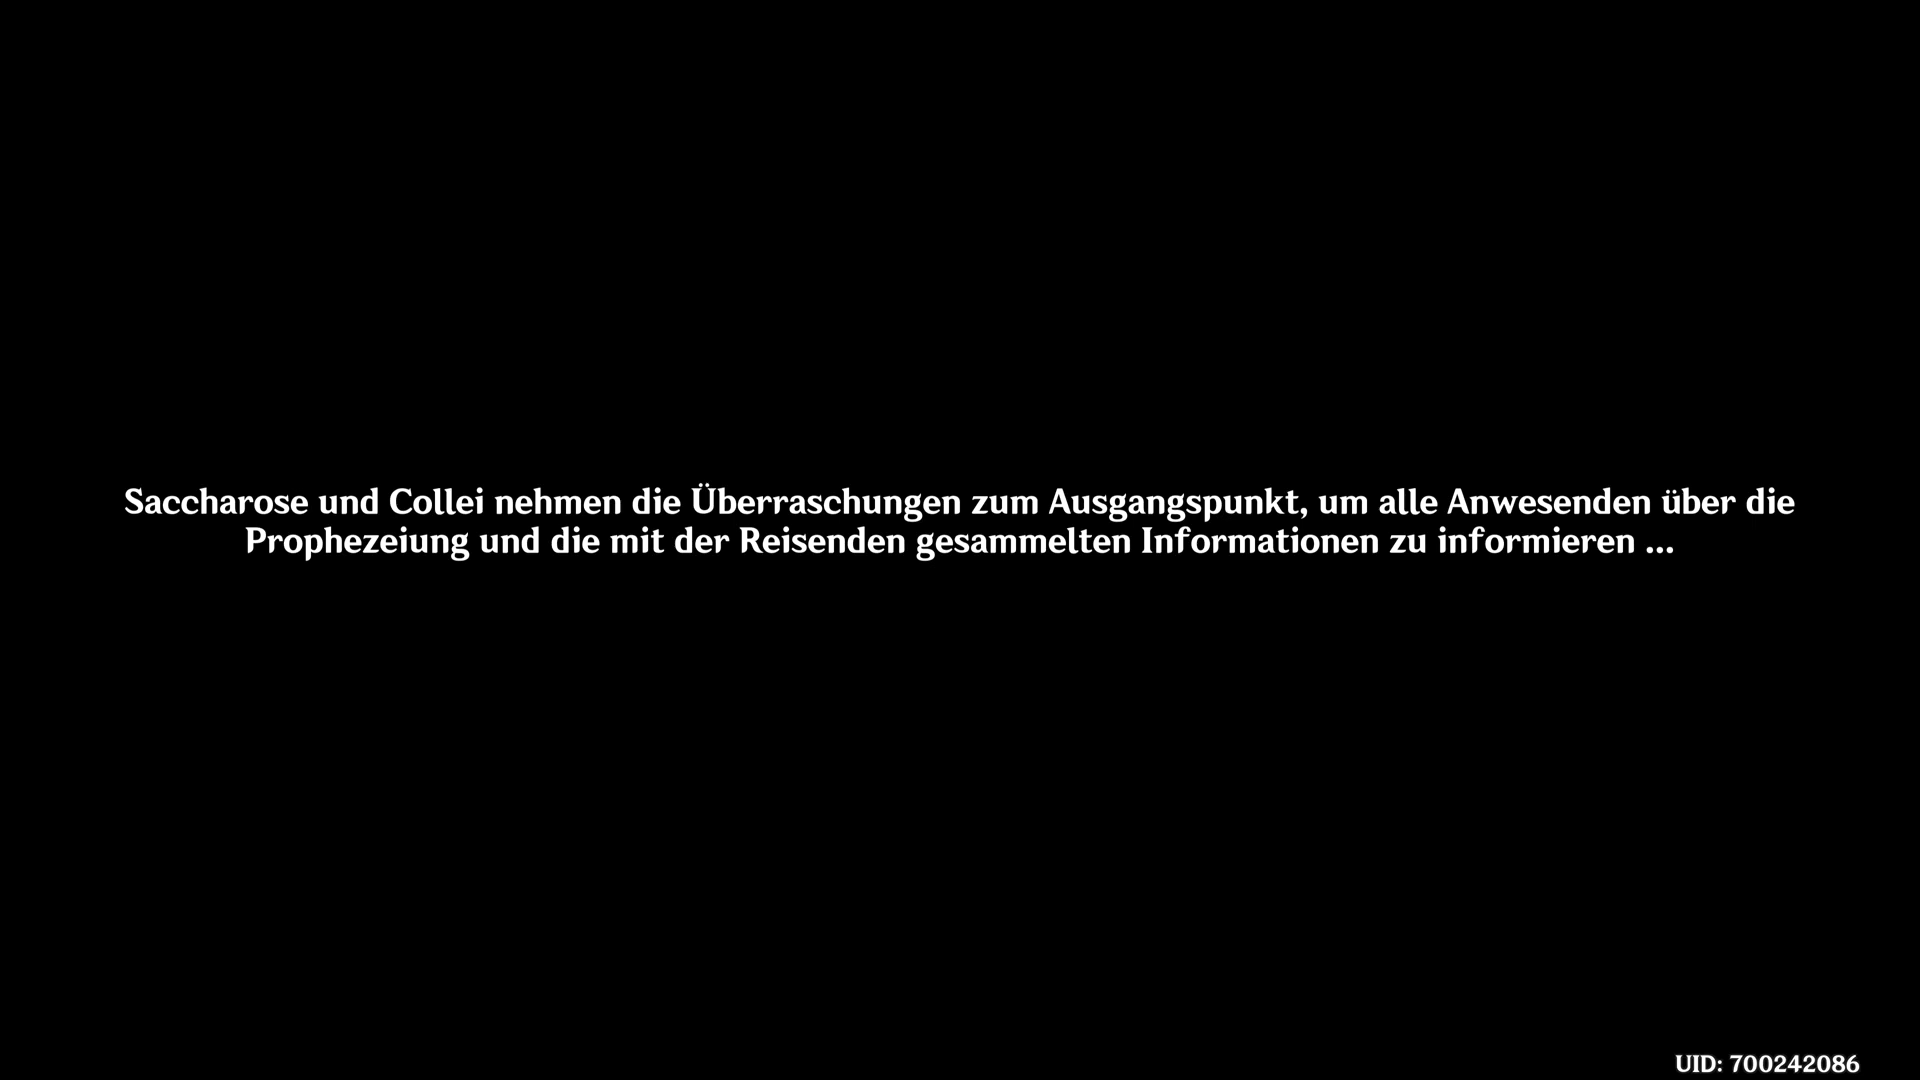 Saccharose und Collei nehmen die Überraschungen zum Ausgangspunkt, um alle Anwesenden über die
Prophezeiung und die mit der Reisenden gesammelten Informationen zu informieren ...
UID: 700242086